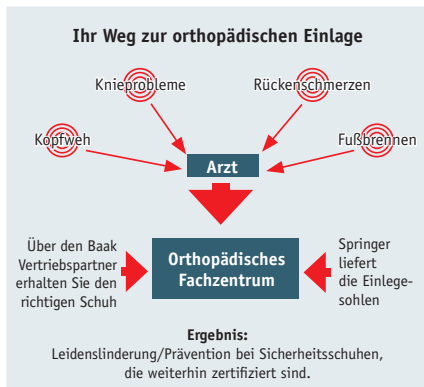 Ihr Weg zur orthopädischen Einlage
Knieprobleme
Rückenschmerzen
Kopfweh
Fußbrennen
Arzt
Über den Baak
Vertriebspartner
erhalten Sie den
richtigen Schuh
Orthopädisches
Fachzentrum
Springer
liefert
die Einlege-
sohlen
Ergebnis:
Leidenslinderung/Prävention bei Sicherheitsschuhen,
die weiterhin zertifiziert sind.